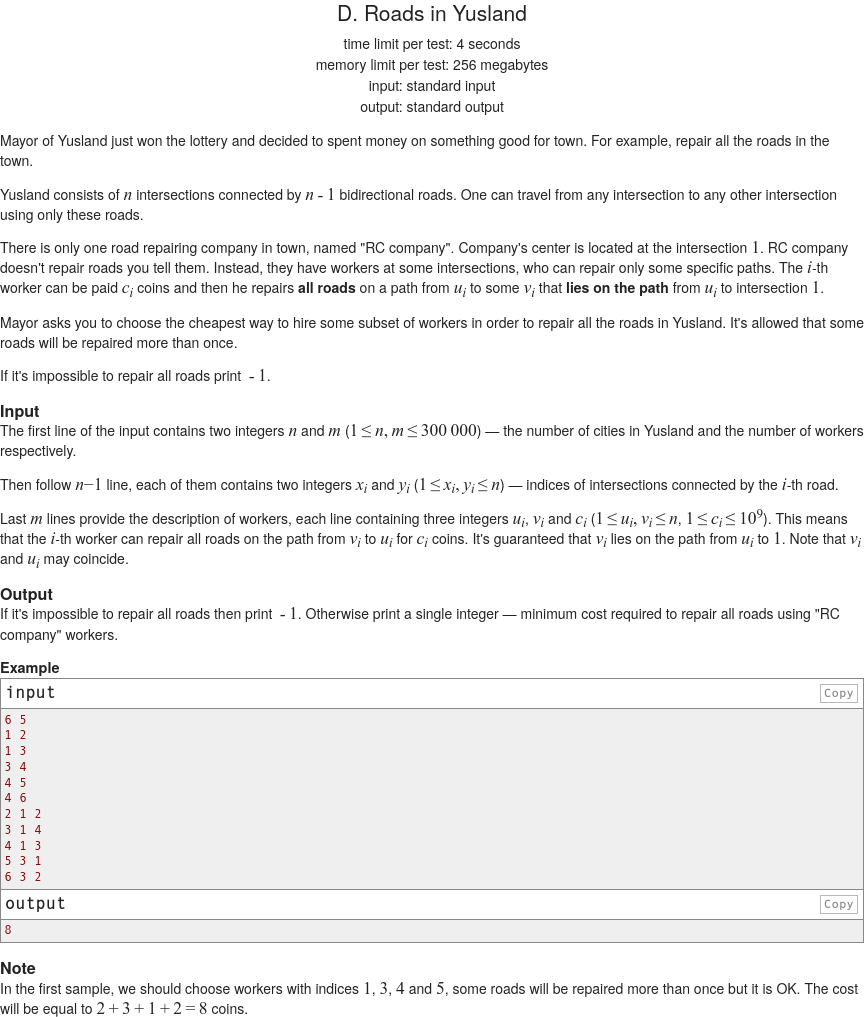 D. Roads in Yusland
time limit per test: 4 seconds
memory limit per test: 256 megabytes
input: standard input
output: standard output
Mayor of Yusland just won the lottery and decided to spent money on something good for town. For example, repair all the roads in the
town.
Yusland consists of n intersections connected by n - 1 bidirectional roads. One can travel from any intersection to any other intersection
using only these roads.
There is only one road repairing company in town, named "RC company". Company's center is located at the intersection 1. RC company
doesn't repair roads you tell them. Instead, they have workers at some intersections, who can repair only some specific paths. The i-th
worker can be paid c_i coins and then he repairs all roads on a path from u_i to some v_i that lies on the path from u_i to intersection 1.
Mayor asks you to choose the cheapest way to hire some subset of workers in order to repair all the roads in Yusland. It's allowed that some
roads will be repaired more than once.
If it's impossible to repair all roads print  - 1.
Input
The first line of the input contains two integers n and m (1 ≤ n, m ≤ 300 000) — the number of cities in Yusland and the number of workers
respectively.
Then follow n−1 line, each of them contains two integers x_i and y_i (1 ≤ x_i, y_i ≤ n) — indices of intersections connected by the i-th road.
Last m lines provide the description of workers, each line containing three integers u_i, v_i and c_i (1 ≤ u_i, v_i ≤ n, 1 ≤ c_i ≤ 10^9). This means
that the i-th worker can repair all roads on the path from v_i to u_i for c_i coins. It's guaranteed that v_i lies on the path from u_i to 1. Note that v_i
and u_i may coincide.
Output
If it's impossible to repair all roads then print  - 1. Otherwise print a single integer — minimum cost required to repair all roads using "RC
company" workers.
Example
input
Copy
6 5
1 2
1 3
3 4
4 5
4 6
2 1 2
3 1 4
4 1 3
5 3 1
6 3 2
output
Copy
8
Note
In the first sample, we should choose workers with indices 1, 3, 4 and 5, some roads will be repaired more than once but it is OK. The cost
will be equal to 2 + 3 + 1 + 2 = 8 coins.